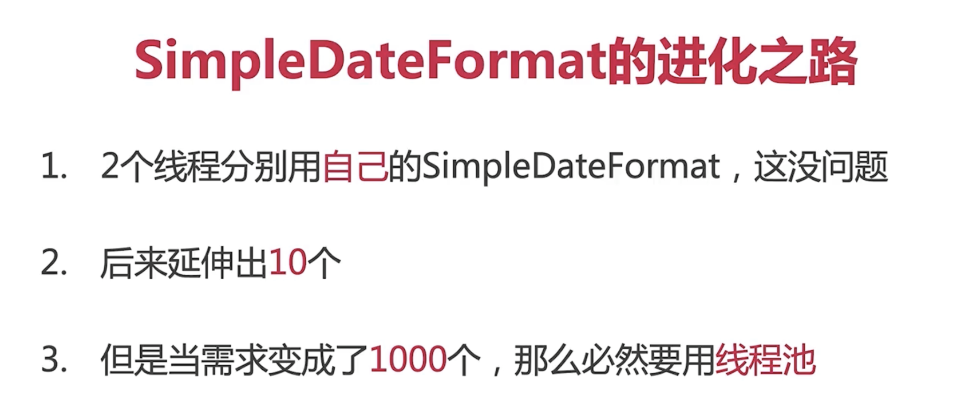 SimpleDateFormat的进化之路
1. 2个线程分别用自己的SimpleDateFormat，这没问题
2. 后来延伸出10个
3. 但是当需求变成了1000个，那么必然要用线程池